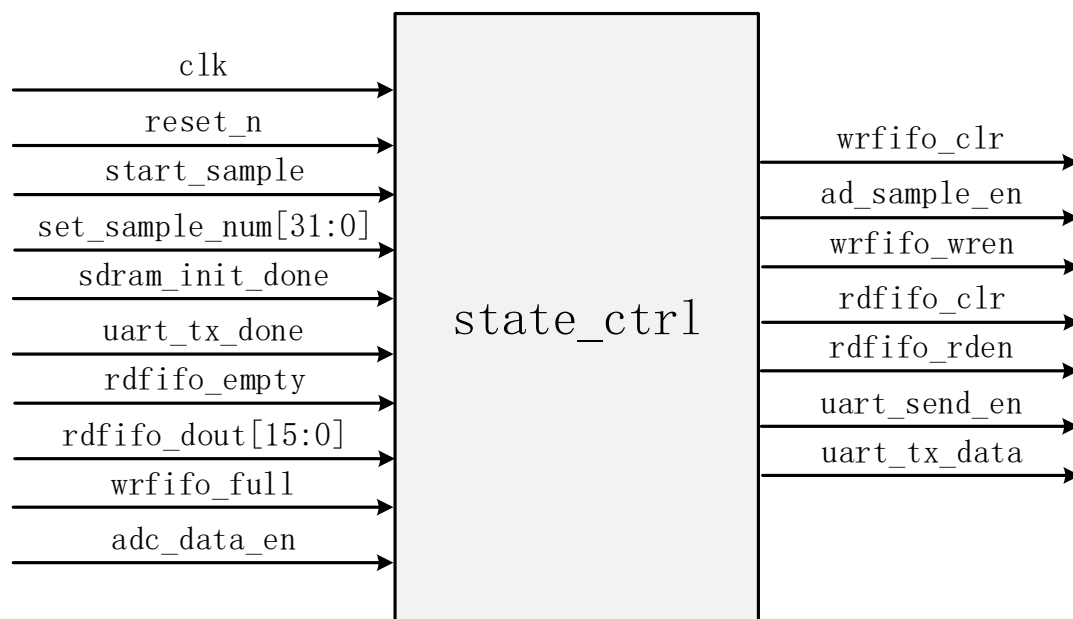 clk
reset_n
start_sample
set_sample_num[31:0]
sdram_init_done
uart_tx_done
rdfifo_empty
rdfifo_dout[15:0]
wrfifo_full
adc_data_en
state_ctrl
wrfifo_clr
ad_sample_en
wrfifo_wren
rdfifo_clr
rdfifo_rden
uart_send_en
uart_tx_data